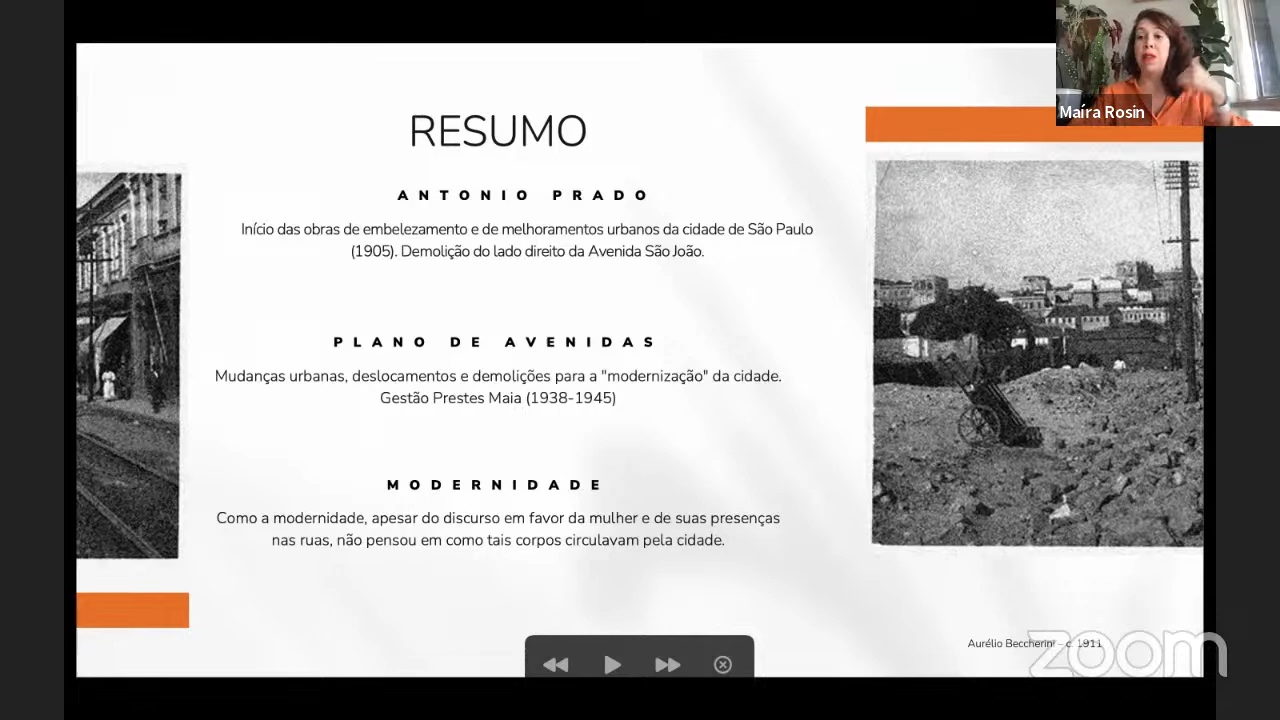 Maíra Rosin
RESUMO
ANTONIO PRADO
Início das obras de embelezamento e de melhoramentos urbanos da cidade de São Paulo
(1905). Demolição do lado direito da Avenida São João.
PLANO DE AVENIDAS
Mudanças urbanas, deslocamentos e demolições para a "modernização" da cidade.
Gestão Prestes Maia (1938-1945)
MODERNIDADE
Como a modernidade, apesar do discurso em favor da mulher e de suas presenças
nas ruas, não pensou em como tais corpos circulavam pela cidade.
Aurélio Beccherini – c. 1911
zoom